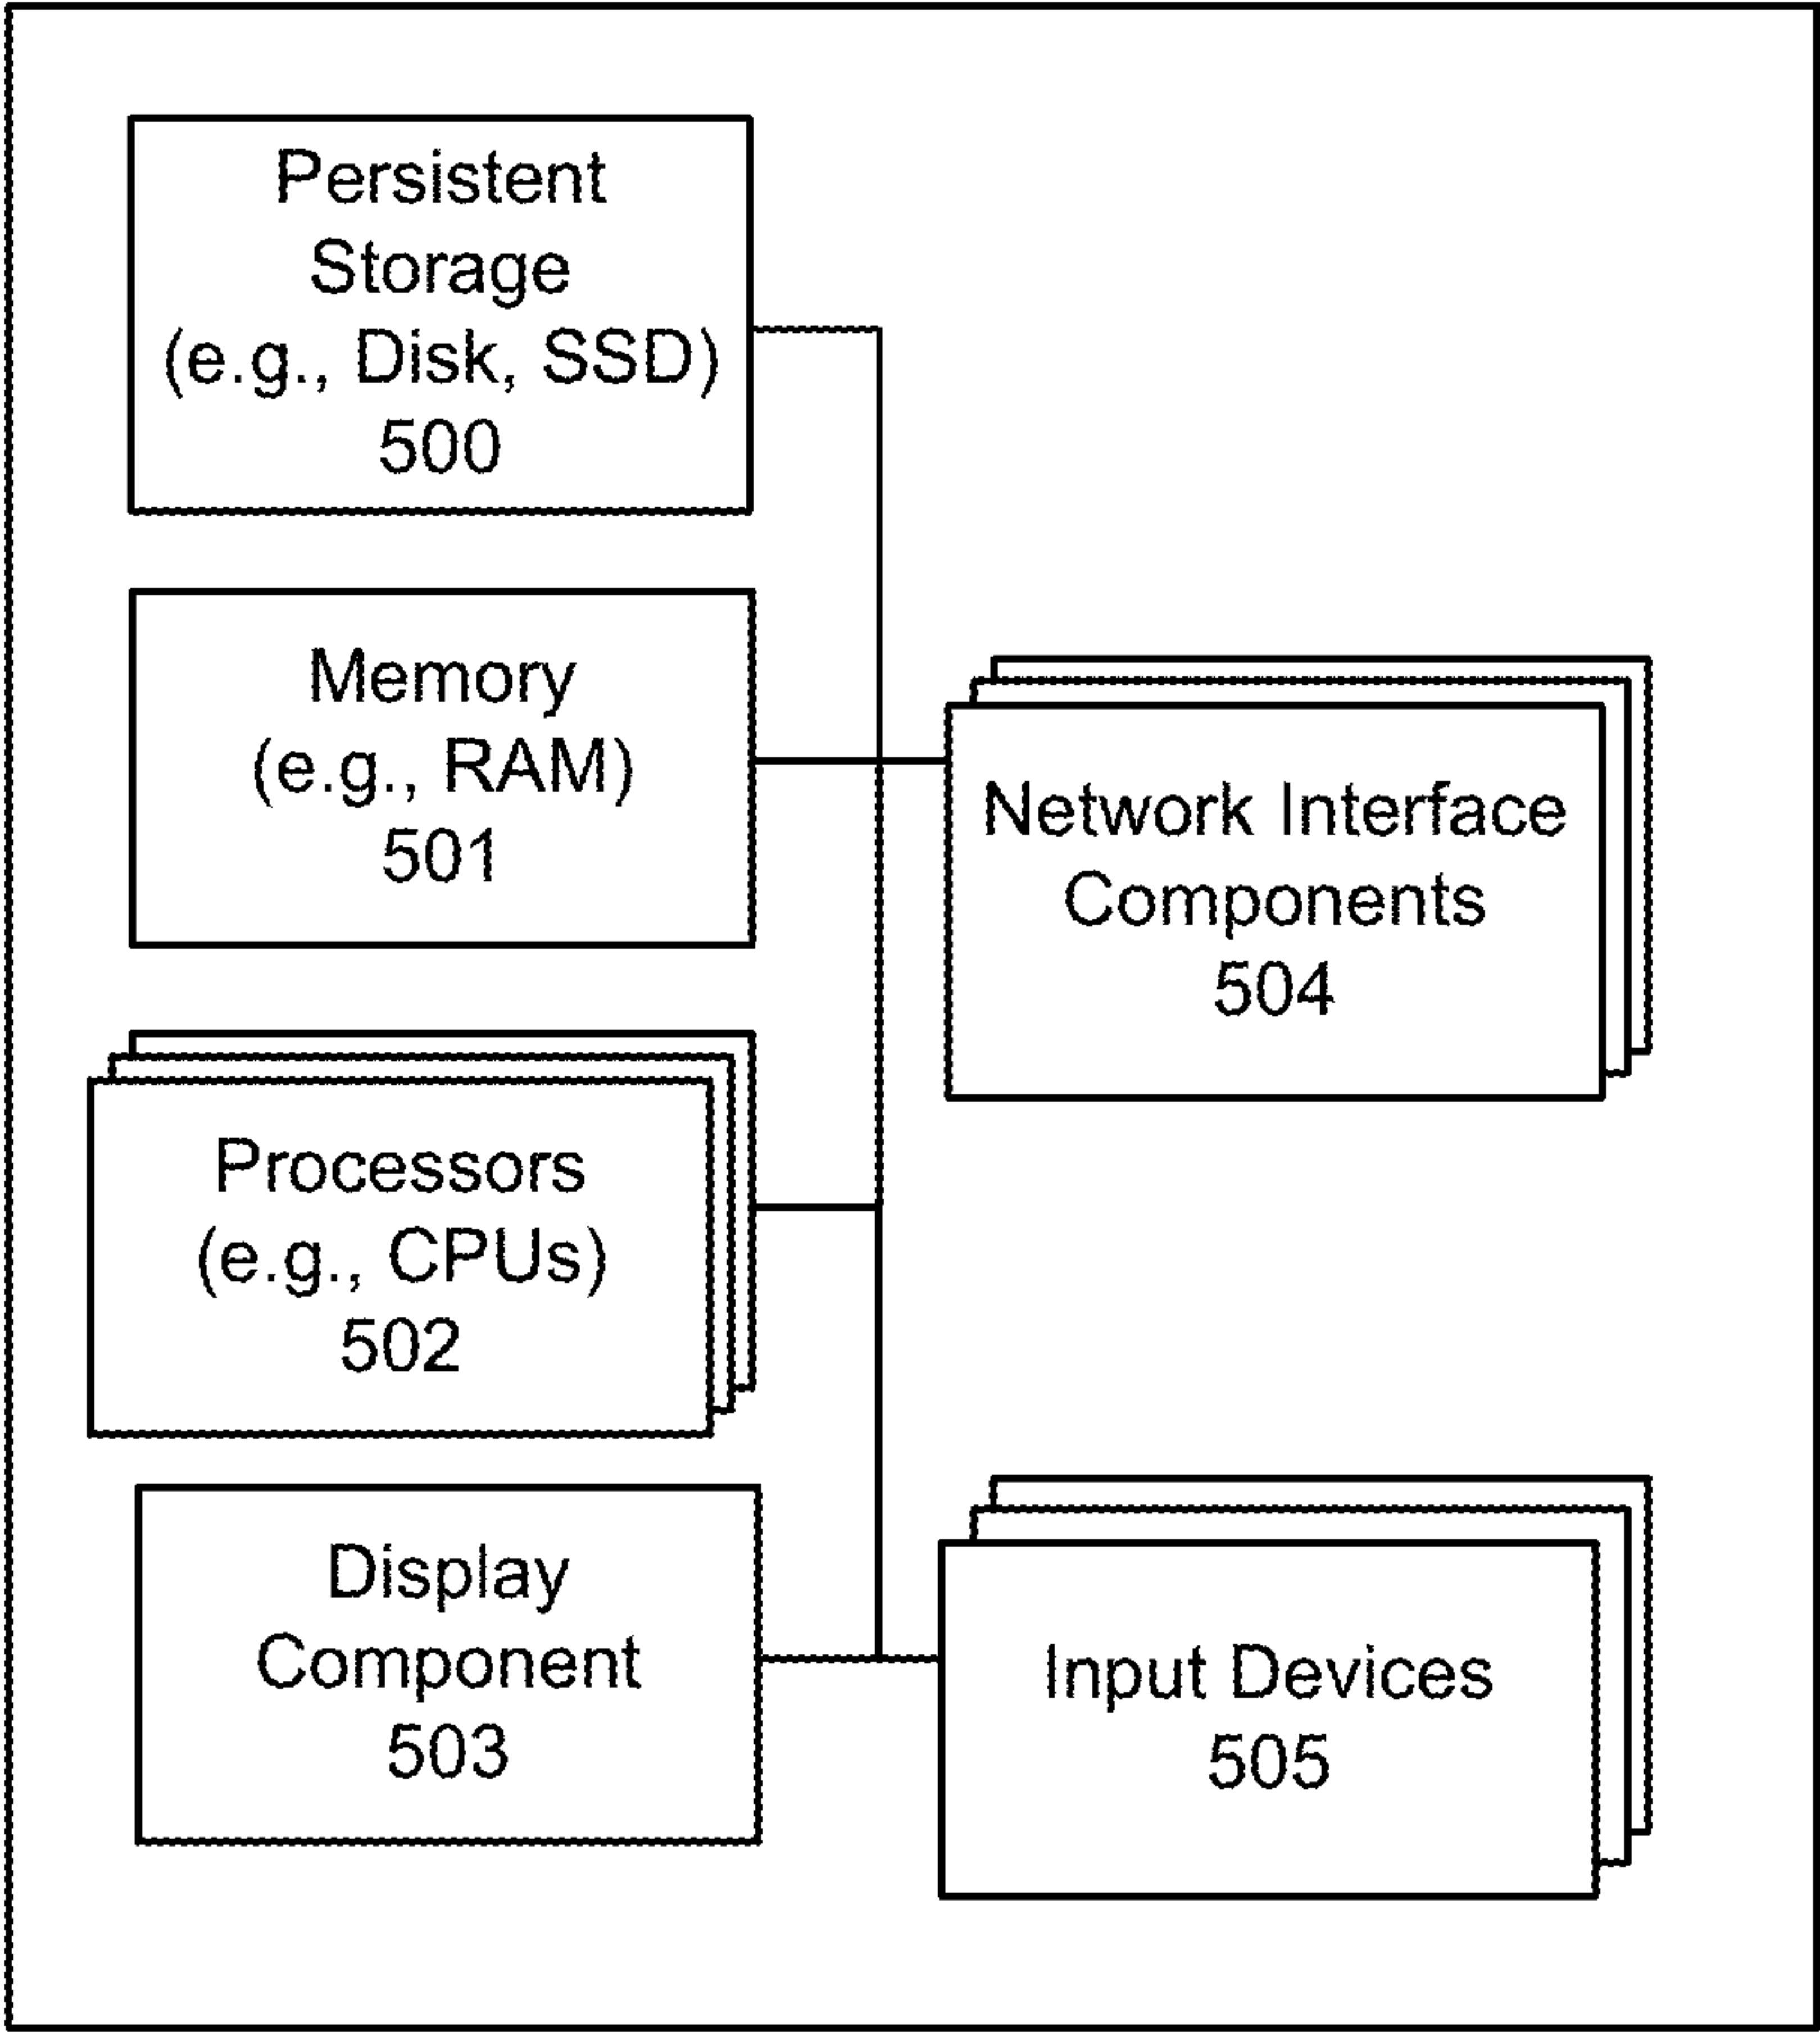 Persistent
Storage
(e.g., Disk, SSD)
500
Memory
(e.g., RAM)
501
Processors
(e.g., CPUs)
502
Display
Component
503
Network Interface
Components
504
Input Devices
505